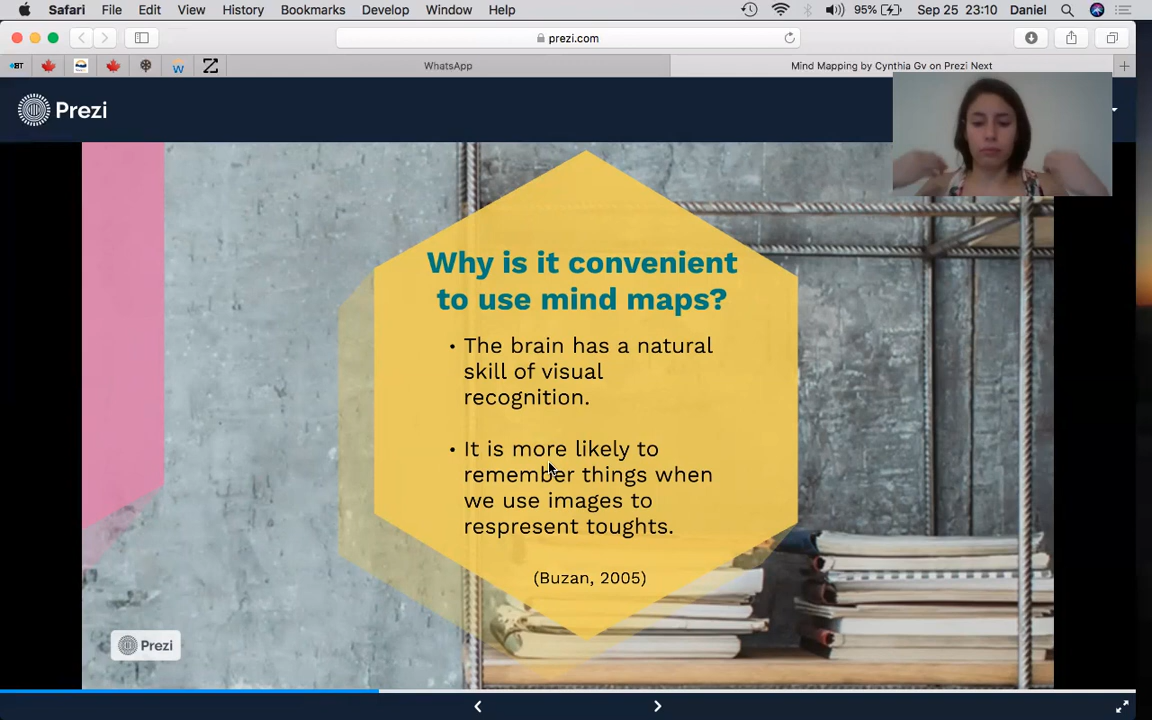 Safari File Edit View History Bookmarks Develop Window Help 95% Sep 25 23:10 Daniel
prezi.com
BT W Z WhatsApp Mind Mapping by Cynthia Gv on Prezi Next
Prezi
Why is it convenient
to use mind maps?
• The brain has a natural
skill of visual
recognition.
• It is more likely to
remember things when
we use images to
respresent toughts.
(Buzan, 2005)
Prezi